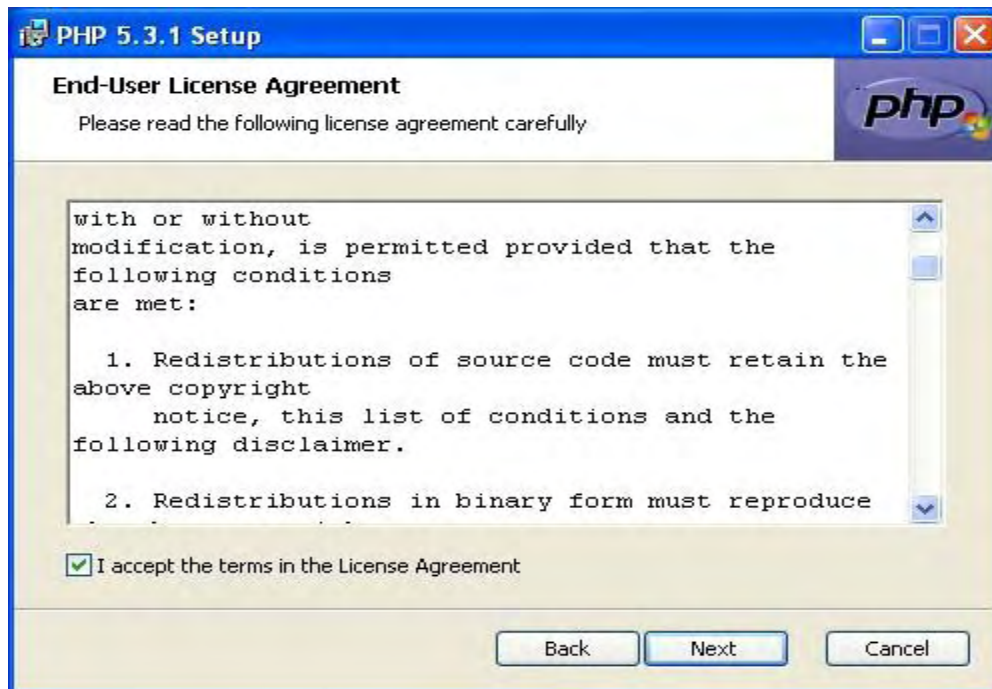 PHP 5.3.1 Setup
End-User License Agreement
Please read the following license agreement carefully
php
with or without
modification, is permitted provided that the
following conditions
are met:
1. Redistributions of source code must retain the
above copyright
notice, this list of conditions and the
following disclaimer.
2. Redistributions in binary form must reproduce
I accept the terms in the License Agreement
Back Next Cancel